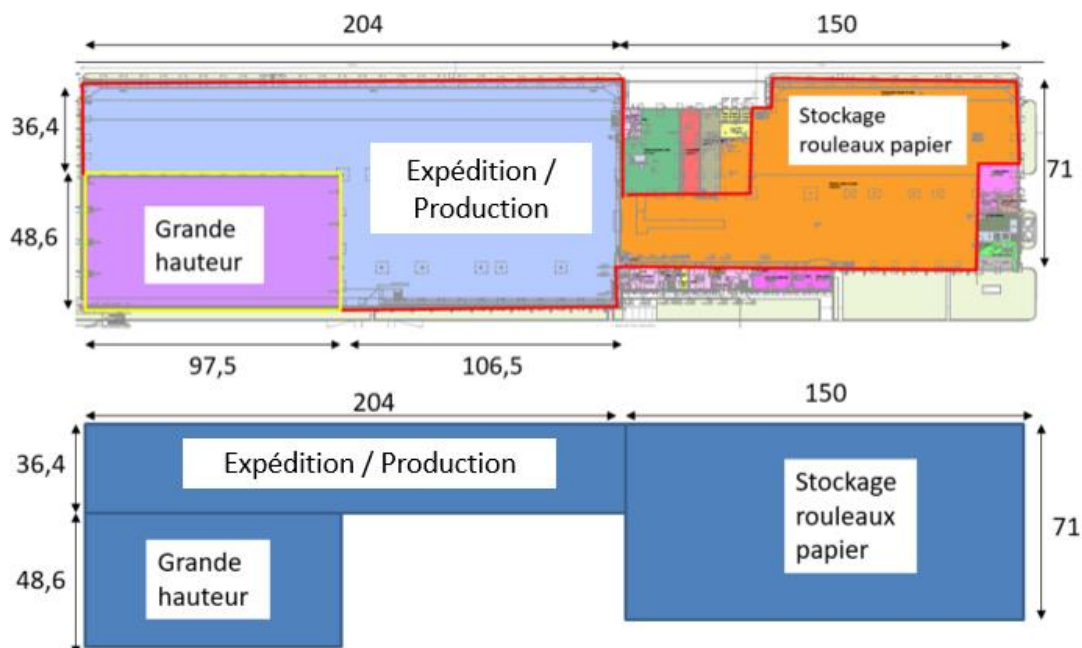 204
150
36,4
Stockage
rouleaux papier
Expédition /
Production
71
48,6
Grande
hauteur
97,5
106,5
204
150
36,4
Expédition / Production
Stockage
rouleaux
papier
71
48,6
Grande
hauteur